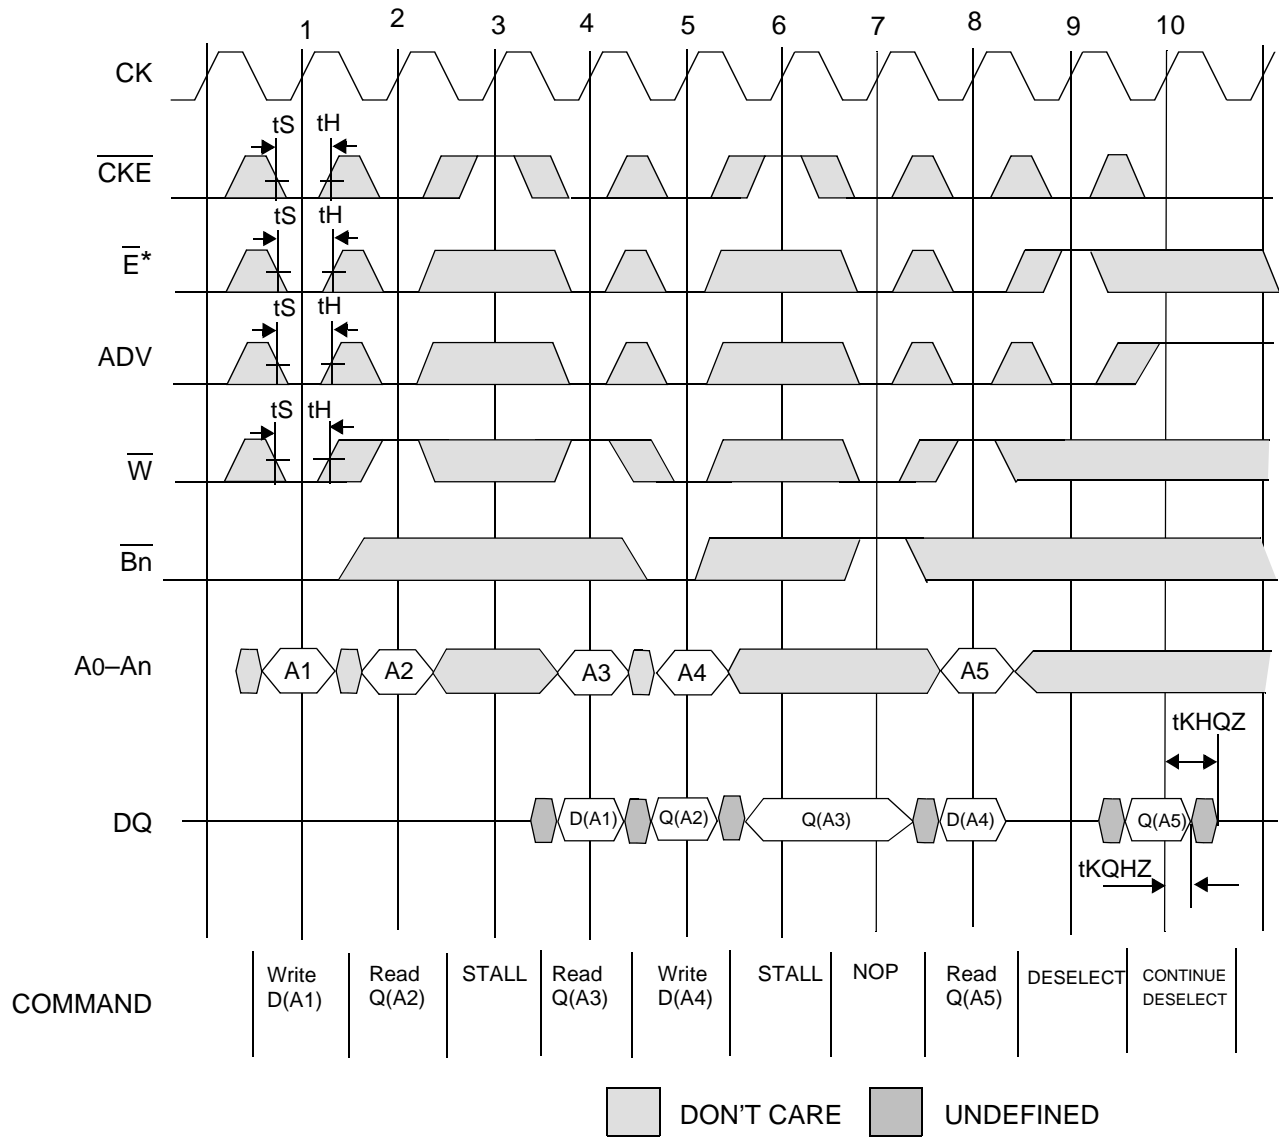 1 2 3 4 5 6 7 8 9 10
CK
tS tH
CKE
tS tH
E*
tS tH
ADV
tS tH
W
Bn
A0–An A1 A2 A3 A4 A5
tKHQZ
DQ D(A1) Q(A2) Q(A3) D(A4) Q(A5)
tKQHZ
COMMAND
Write
D(A1)
Read
Q(A2)
STALL
Read
Q(A3)
Write
D(A4)
STALL
NOP
Read
Q(A5)
DESELECT
CONTINUE
DESELECT
DON'T CARE
UNDEFINED